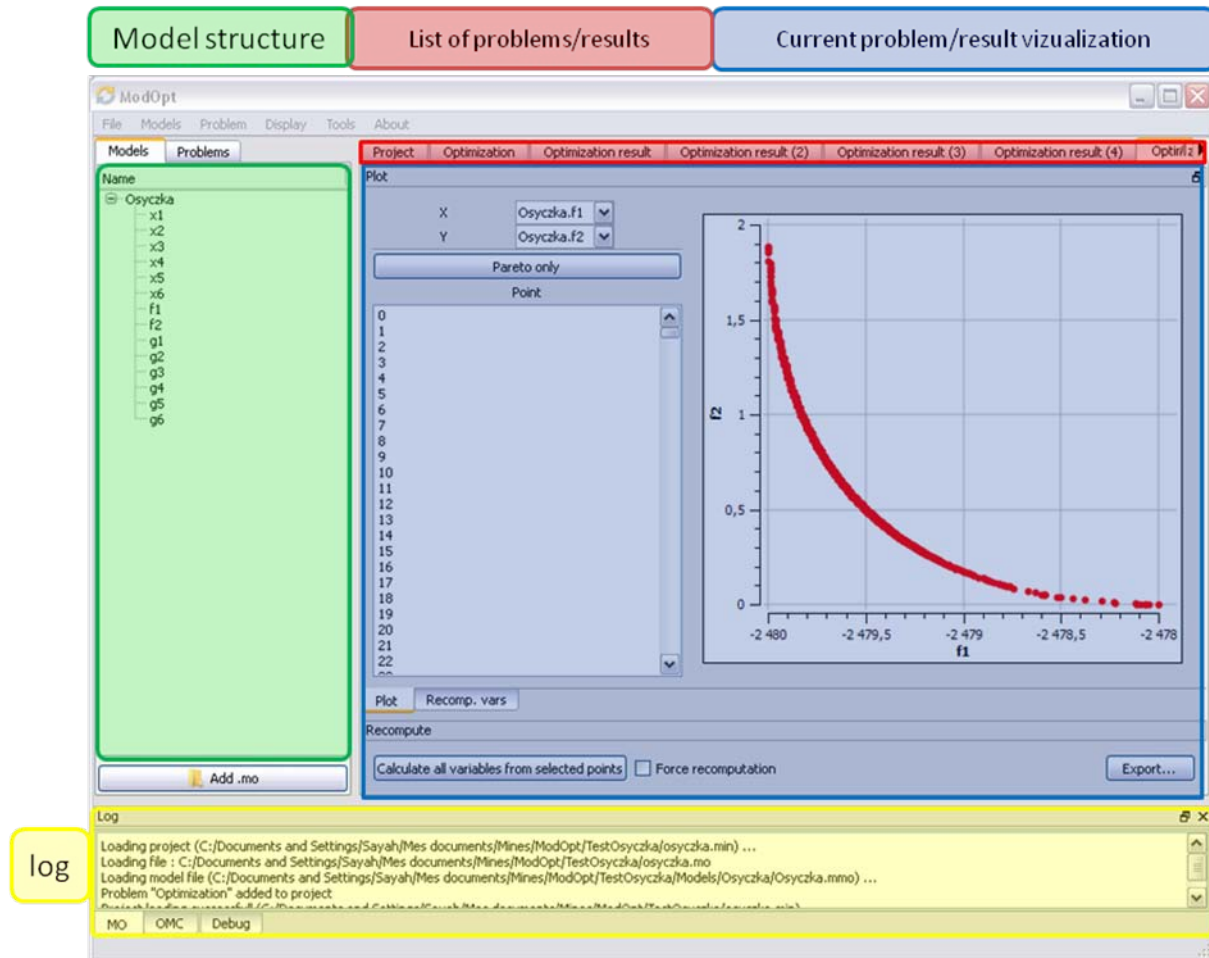 Model structure
List of problems/results
Current problem/result vizualization
ModOpt
File Models Problem Display Tools About
Models Problems
Project Optimization Optimization result Optimization result (2) Optimization result (3) Optimization result (4)
Name
Osyczka
x1
x2
x3
x4
x5
x6
f1
f2
g1
g2
g3
g4
g5
g6
Add .mo
Plot
X Osyczka.f1
Y Osyczka.f2
Pareto only
Point
0
1
2
3
4
5
6
7
8
9
10
11
12
13
14
15
16
17
18
19
20
21
22
2
1,5
f2
1
0,5
0
-2 480 -2 479,5 -2 479 -2 478,5 -2 478
f1
Plot Recomp. vars
Recompute
Calculate all variables from selected points Force recomputation Export...
log
Log
Loading project (C:/Documents and Settings/Sayah/Mes documents/Mines/ModOpt/TestOsyczka/osyczka.min) ...
Loading file : C:/Documents and Settings/Sayah/Mes documents/Mines/ModOpt/TestOsyczka/osyczka.mo
Loading model file (C:/Documents and Settings/Sayah/Mes documents/Mines/ModOpt/TestOsyczka/Models/Osyczka/Osyczka.mmo) ...
Problem "Optimization" added to project
MO OMC Debug